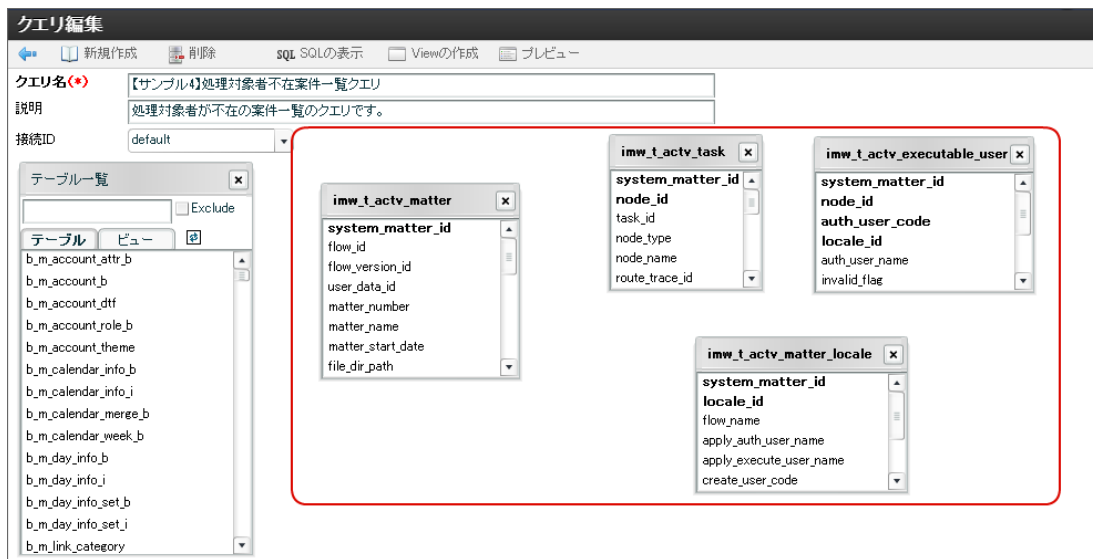 クエリ編集
新規作成 削除 SQL SQLの表示 Viewの作成 プレビュー
クエリ名(*) 【サンプル4】処理対象者不在案件一覧クエリ
説明 処理対象者が不在の案件一覧のクエリです。
接続ID default
テーブル一覧
Exclude
テーブル ビュー
b_m_account_attr_b
b_m_account_b
b_m_account_dtf
b_m_account_role_b
b_m_account_theme
b_m_calendar_info_b
b_m_calendar_info_i
b_m_calendar_merge_b
b_m_calendar_week_b
b_m_day_info_b
b_m_day_info_i
b_m_day_info_set_b
b_m_day_info_set_i
b_m_link_category
imw_t_actv_matter
system_matter_id
flow_id
flow_version_id
user_data_id
matter_number
matter_name
matter_start_date
file_dir_path
imw_t_actv_task
system_matter_id
node_id
task_id
node_type
node_name
route_trace_id
imw_t_actv_executable_user
system_matter_id
node_id
auth_user_code
locale_id
auth_user_name
invalid_flag
imw_t_actv_matter_locale
system_matter_id
locale_id
flow_name
apply_auth_user_name
apply_execute_user_name
create_user_code